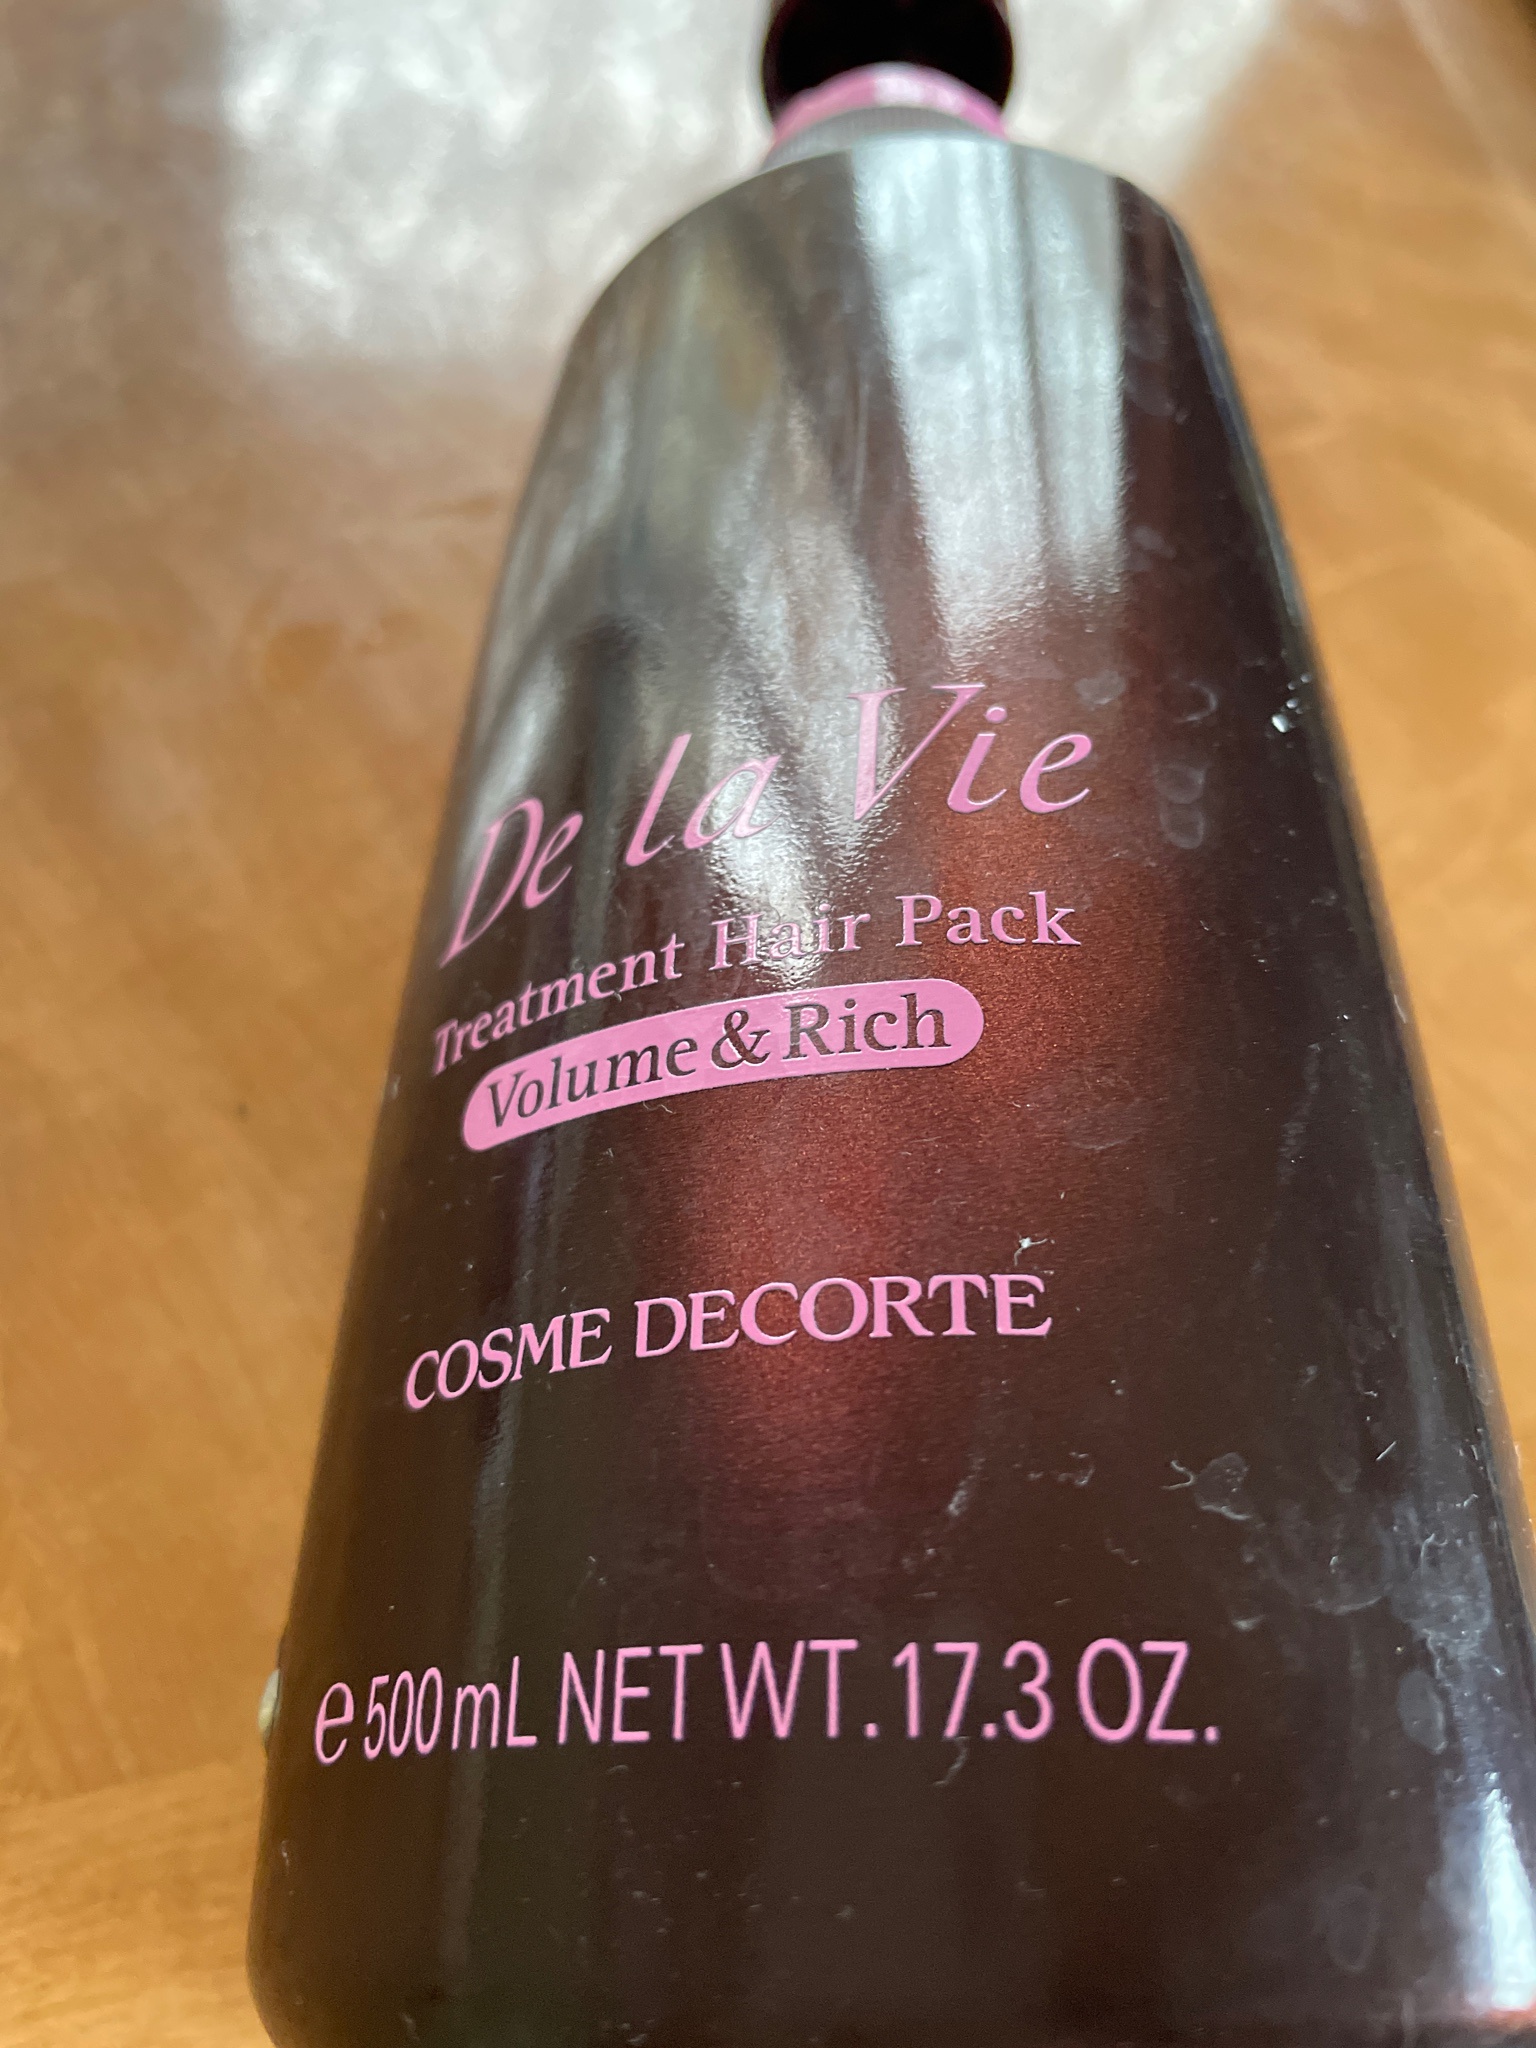 De la Vie
Treatment Hair Pack
Volume & Rich
COSME DECORTE
℮ 500 mL NET WT. 17.3 OZ.